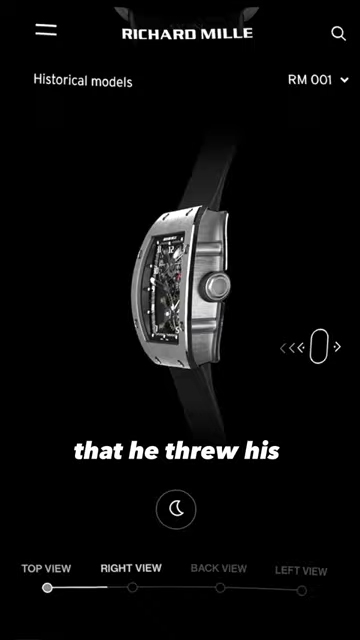 RICHARD MILLE
Historical models
RM 001
that he threw his
TOP VIEW
RIGHT VIEW
BACK VIEW
LEFT VIEW